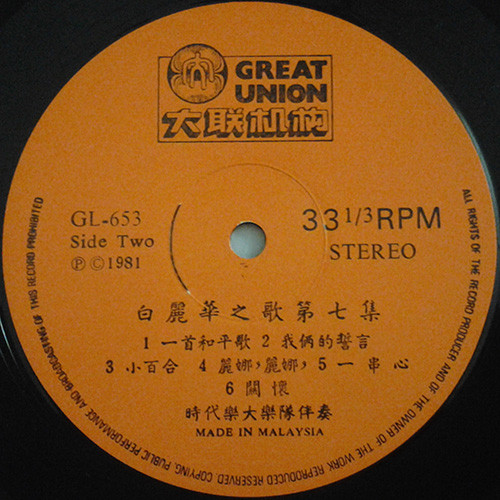 GREAT
UNION
大联机构
GL-653
Side Two
Ⓟ ©1981
33 1/3 RPM
STEREO
白麗華之歌第七集
1 一首和平歌 2 我倆的誓言
3 小百合 4 麗娜,麗娜, 5 一串心
6 關懷
時代樂大樂隊伴奏
MADE IN MALAYSIA
ALL RIGHTS OF THE RECORD PRODUCER AND OF THE OWNER OF THE WORK REPRODUCED RESERVED. COPYING, PUBLIC PERFORMANCE AND BROADCASTING OF THIS RECORD PROHIBITED